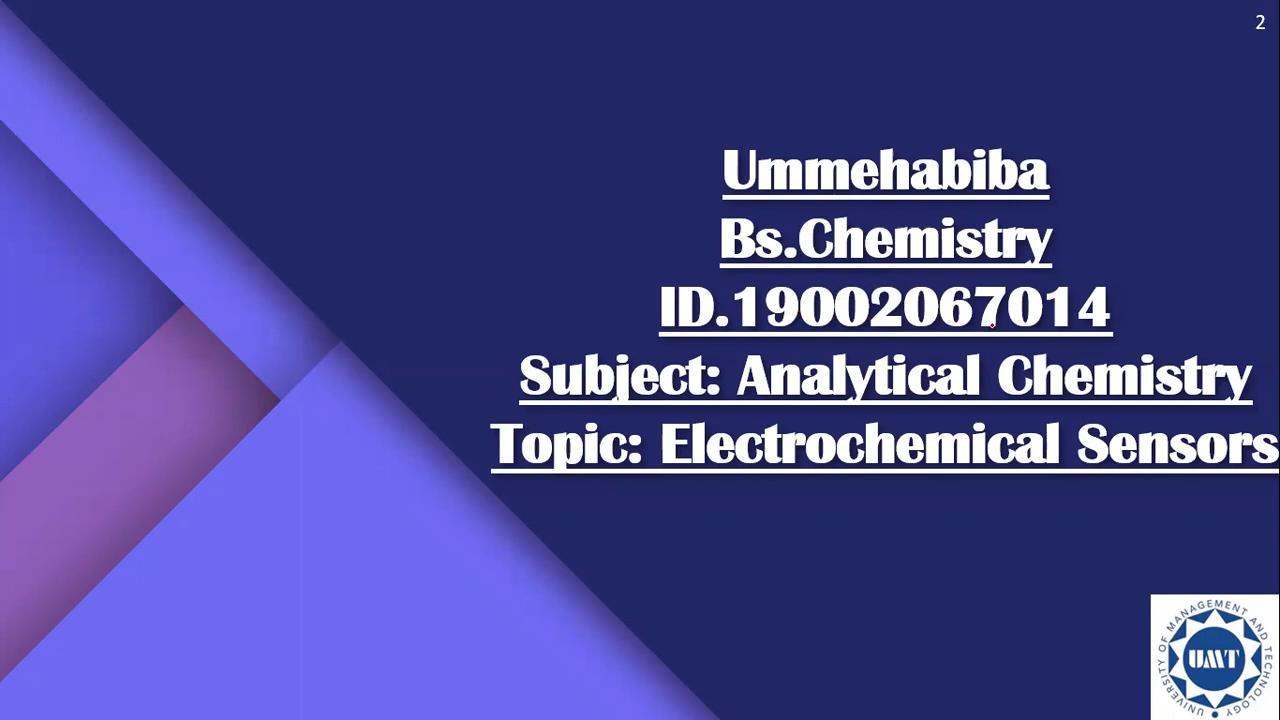 2
Ummehabiba
Bs.Chemistry
ID.19002067014
Subject: Analytical Chemistry
Topic: Electrochemical Sensors
UNIVERSITY OF MANAGEMENT AND TECHNOLOGY
UMT